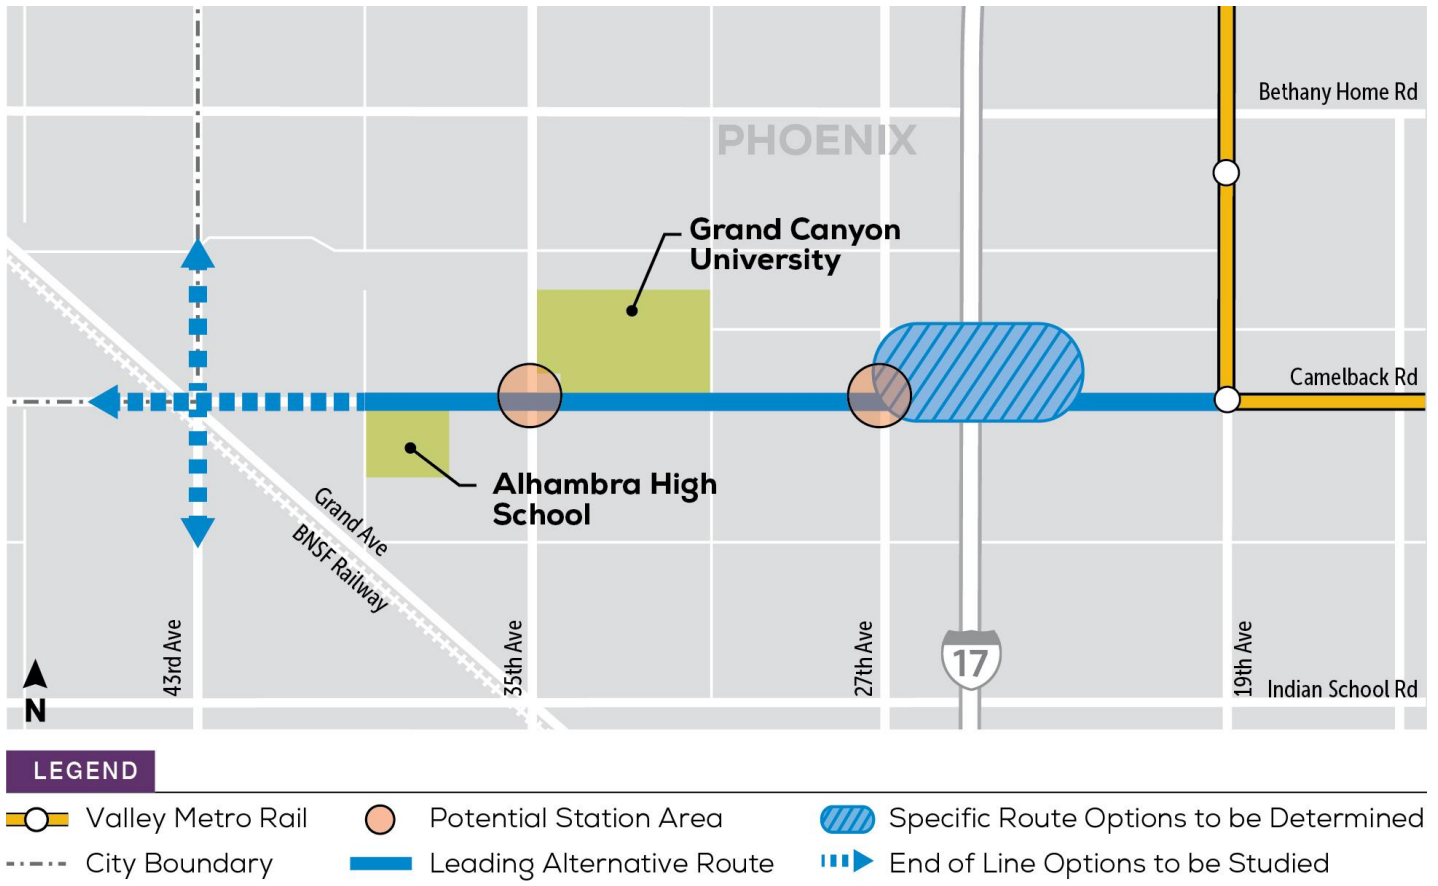 Bethany Home Rd
PHOENIX
Grand Canyon
University
Camelback Rd
Alhambra High
School
Grand Ave
BNSF Railway
43rd Ave
35th Ave
27th Ave
17
19th Ave
Indian School Rd
N
LEGEND
Valley Metro Rail
Potential Station Area
Specific Route Options to be Determined
City Boundary
Leading Alternative Route
End of Line Options to be Studied